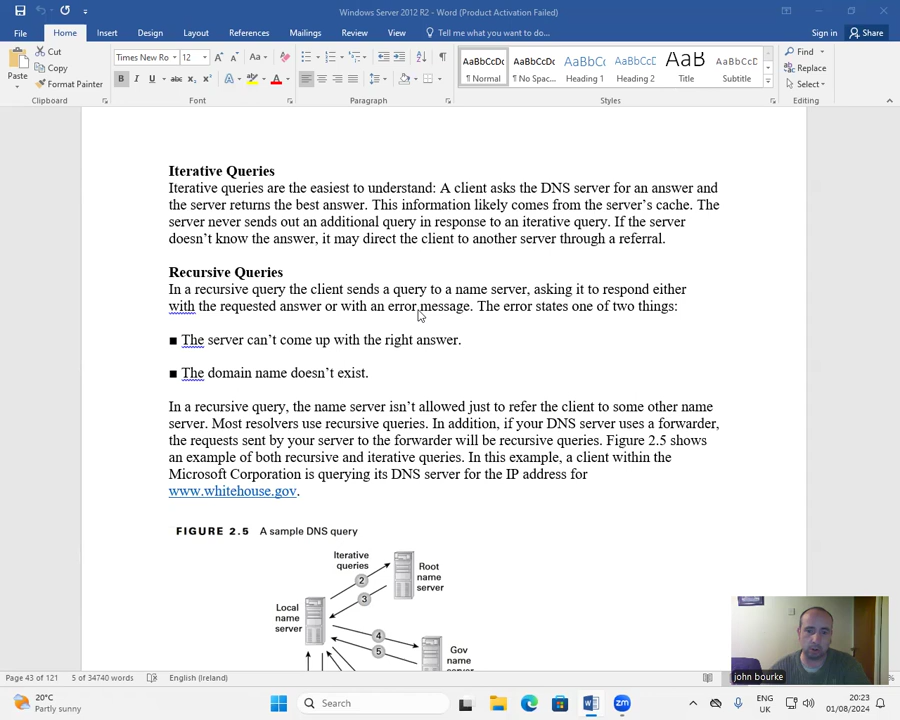 Windows Server 2012 R2 - Word (Product Activation Failed)
File Home Insert Design Layout References Mailings Review View Tell me what you want to do... Sign in Share
Paste
Cut
Copy
Format Painter
Clipboard
Times New Ro 12
Font
Paragraph
AaBbCcDc AaBbCcDc AaBbC AaBbCcE AaB AaBbCcD
¶ Normal ¶ No Spac... Heading 1 Heading 2 Title Subtitle
Styles
Find
Replace
Select
Editing
Iterative Queries
Iterative queries are the easiest to understand: A client asks the DNS server for an answer and
the server returns the best answer. This information likely comes from the server’s cache. The
server never sends out an additional query in response to an iterative query. If the server
doesn’t know the answer, it may direct the client to another server through a referral.
Recursive Queries
In a recursive query the client sends a query to a name server, asking it to respond either
with the requested answer or with an error message. The error states one of two things:
■ The server can’t come up with the right answer.
■ The domain name doesn’t exist.
In a recursive query, the name server isn’t allowed just to refer the client to some other name
server. Most resolvers use recursive queries. In addition, if your DNS server uses a forwarder,
the requests sent by your server to the forwarder will be recursive queries. Figure 2.5 shows
an example of both recursive and iterative queries. In this example, a client within the
Microsoft Corporation is querying its DNS server for the IP address for
www.whitehouse.gov.
FIGURE 2.5 A sample DNS query
Iterative
queries
Root
name
server
2
3
Local
name
server
4
5
Gov
name
server
john bourke
Page 43 of 121 5 of 34740 words English (Ireland)
20°C
Partly sunny
Search
ENG
UK
20:23
01/08/2024